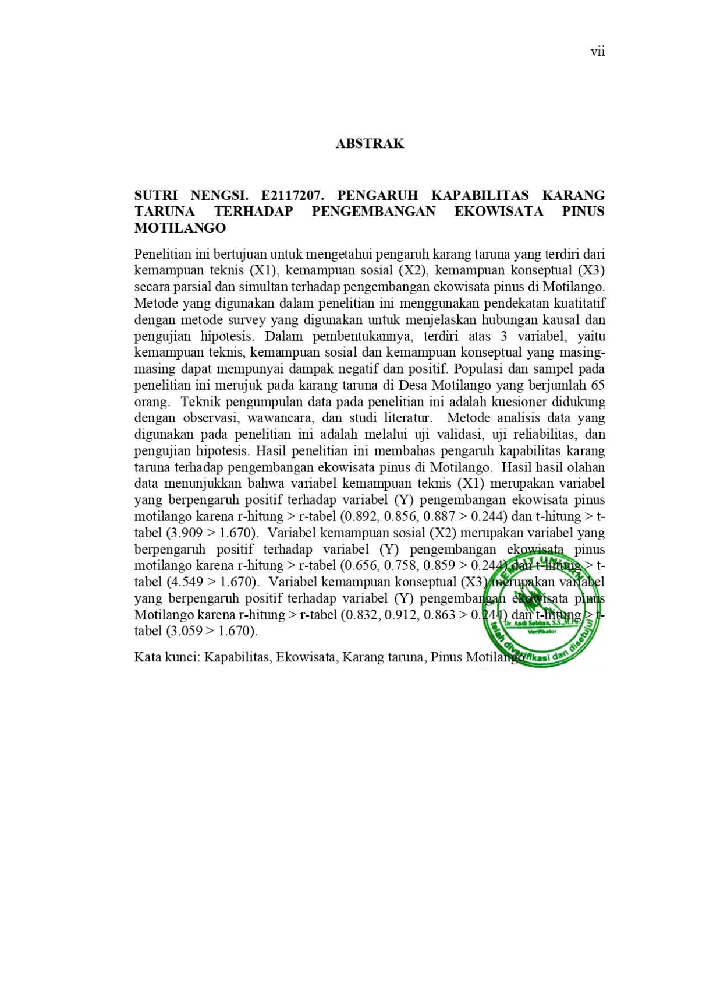 vii
ABSTRAK
SUTRI NENGSI. E2117207. PENGARUH KAPABILITAS KARANG
TARUNA TERHADAP PENGEMBANGAN EKOWISATA PINUS
MOTILANGO
Penelitian ini bertujuan untuk mengetahui pengaruh karang taruna yang terdiri dari
kemampuan teknis (X1), kemampuan sosial (X2), kemampuan konseptual (X3)
secara parsial dan simultan terhadap pengembangan ekowisata pinus di Motilango.
Metode yang digunakan dalam penelitian ini menggunakan pendekatan kuatitatif
dengan metode survey yang digunakan untuk menjelaskan hubungan kausal dan
pengujian hipotesis. Dalam pembentukannya, terdiri atas 3 variabel, yaitu
kemampuan teknis, kemampuan sosial dan kemampuan konseptual yang masing-
masing dapat mempunyai dampak negatif dan positif. Populasi dan sampel pada
penelitian ini merujuk pada karang taruna di Desa Motilango yang berjumlah 65
orang.  Teknik pengumpulan data pada penelitian ini adalah kuesioner didukung
dengan observasi, wawancara, dan studi literatur.  Metode analisis data yang
digunakan pada penelitian ini adalah melalui uji validasi, uji reliabilitas, dan
pengujian hipotesis. Hasil penelitian ini membahas pengaruh kapabilitas karang
taruna terhadap pengembangan ekowisata pinus di Motilango.  Hasil hasil olahan
data menunjukkan bahwa variabel kemampuan teknis (X1) merupakan variabel
yang berpengaruh positif terhadap variabel (Y) pengembangan ekowisata pinus
motilango karena r-hitung > r-tabel (0.892, 0.856, 0.887 > 0.244) dan t-hitung > t-
tabel (3.909 > 1.670).  Variabel kemampuan sosial (X2) merupakan variabel yang
berpengaruh positif terhadap variabel (Y) pengembangan ekowisata pinus
motilango karena r-hitung > r-tabel (0.656, 0.758, 0.859 > 0.244) dan t-hitung > t-
tabel (4.549 > 1.670).  Variabel kemampuan konseptual (X3) merupakan variabel
yang berpengaruh positif terhadap variabel (Y) pengembangan ekowisata pinus
Motilango karena r-hitung > r-tabel (0.832, 0.912, 0.863 > 0.244) dan t-hitung > t-
tabel (3.059 > 1.670).
Kata kunci: Kapabilitas, Ekowisata, Karang taruna, Pinus Motilango
UNISAN
Dr. Andi Subhan, S.S.,M.Pd
Verifikator
telah diverifikasi dan disetujui